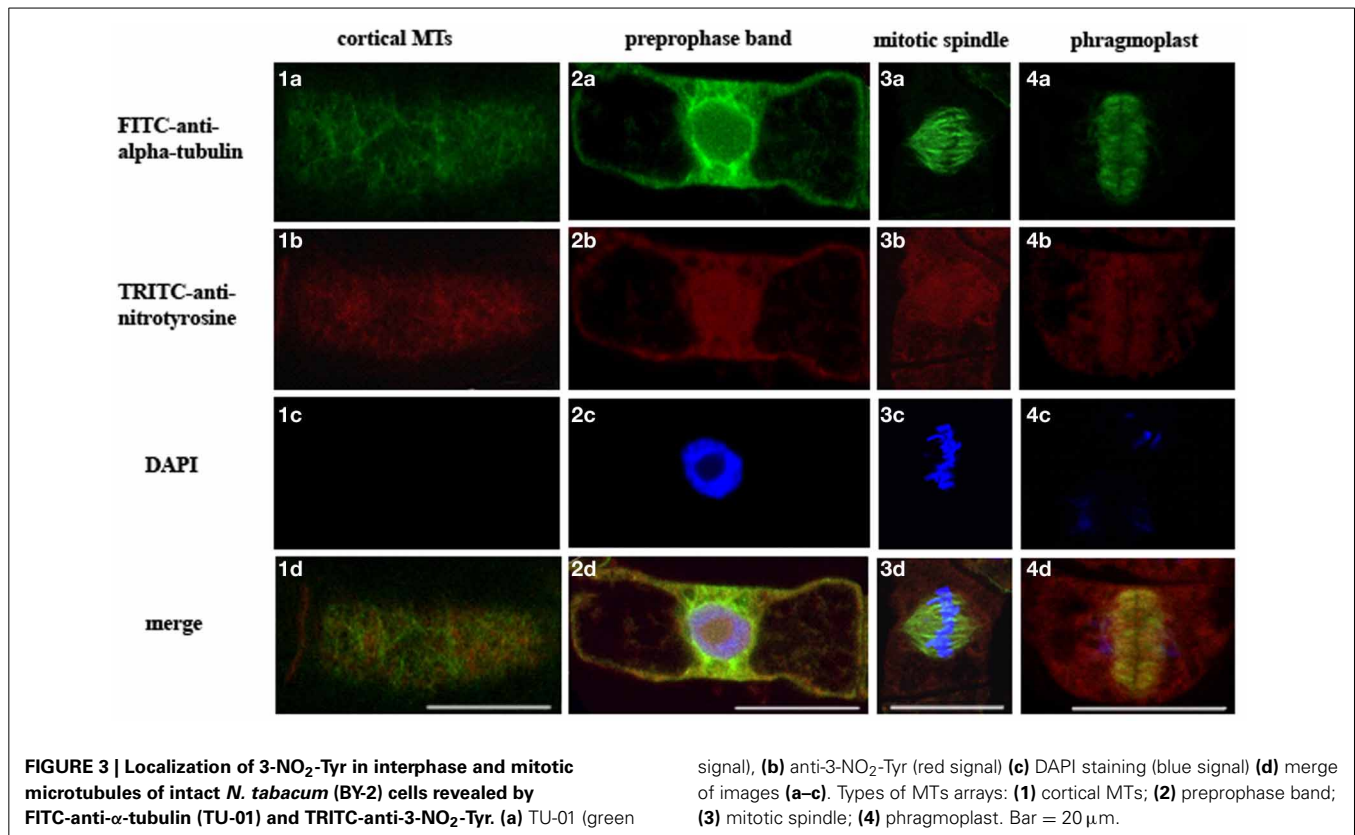 cortical MTs
preprophase band
mitotic spindle
phragmoplast
FITC-anti-
alpha-tubulin
1a
2a
3a
4a
TRITC-anti-
nitrotyrosine
1b
2b
3b
4b
DAPI
1c
2c
3c
4c
merge
1d
2d
3d
4d
FIGURE 3 | Localization of 3-NO₂-Tyr in interphase and mitotic
microtubules of intact N. tabacum (BY-2) cells revealed by
FITC-anti-α-tubulin (TU-01) and TRITC-anti-3-NO₂-Tyr. (a) TU-01 (green
signal), (b) anti-3-NO₂-Tyr (red signal) (c) DAPI staining (blue signal) (d) merge
of images (a–c). Types of MTs arrays: (1) cortical MTs; (2) preprophase band;
(3) mitotic spindle; (4) phragmoplast. Bar = 20 μm.